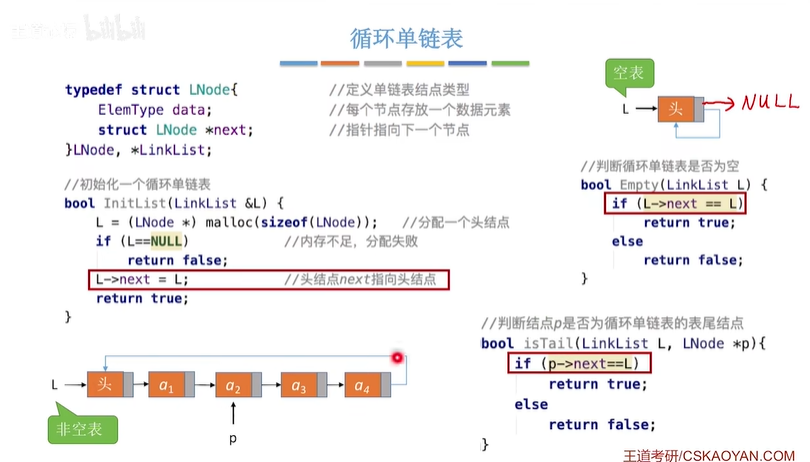 bilibili
循环单链表
typedef struct LNode{ //定义单链表结点类型
ElemType data; //每个节点存放一个数据元素
struct LNode *next; //指针指向下一个节点
}LNode, *LinkList;
//初始化一个循环单链表
bool InitList(LinkList &L) {
L = (LNode *) malloc(sizeof(LNode)); //分配一个头结点
if (L==NULL) //内存不足，分配失败
return false;
L->next = L; //头结点next指向头结点
return true;
}
L 头 a1 a2 a3 a4
p
非空表
空表
L 头 NULL
//判断循环单链表是否为空
bool Empty(LinkList L) {
if (L->next == L)
return true;
else
return false;
}
//判断结点p是否为循环单链表的表尾结点
bool isTail(LinkList L, LNode *p){
if (p->next==L)
return true;
else
return false;
}
王道考研/CSKAOYAN.COM